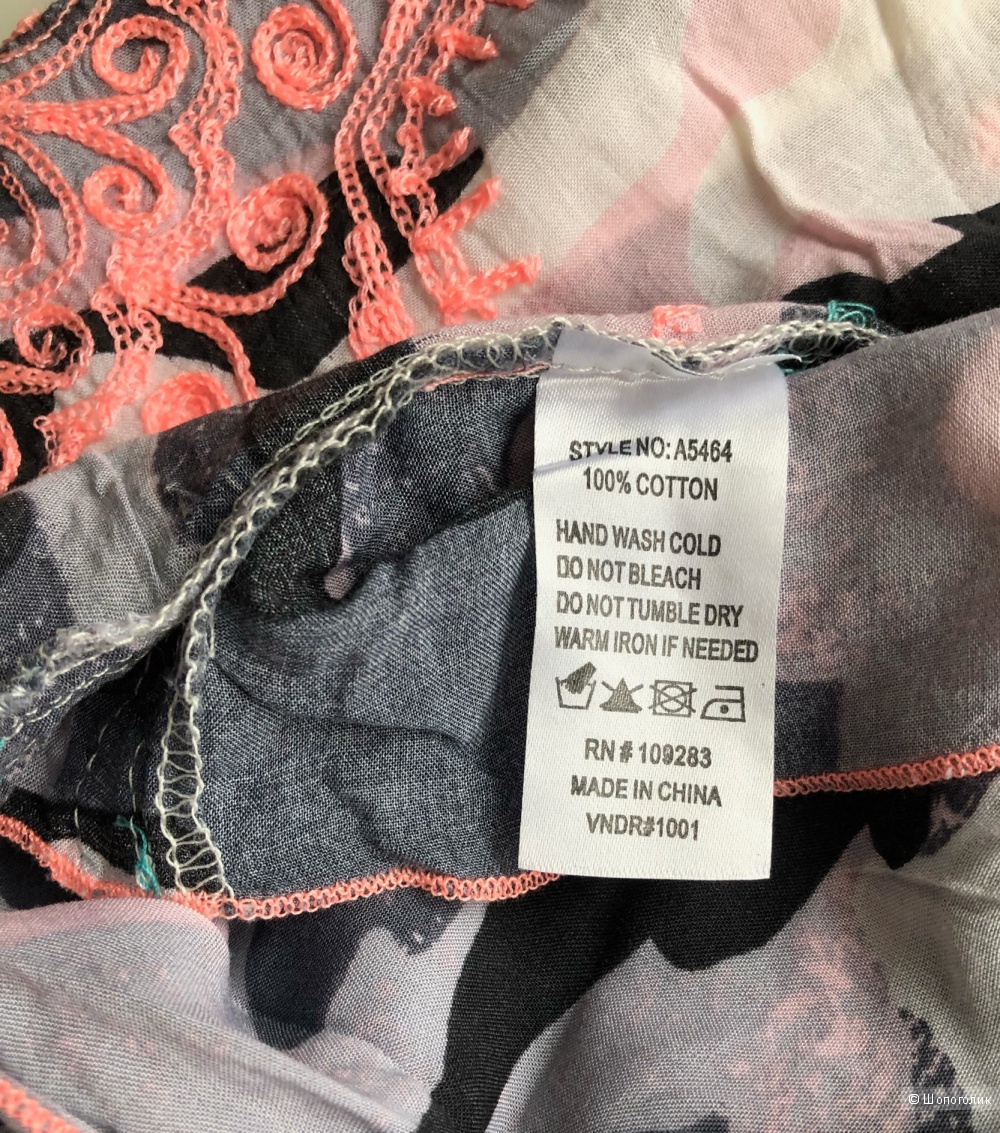 STYLE NO: A5464
100% COTTON
HAND WASH COLD
DO NOT BLEACH
DO NOT TUMBLE DRY
WARM IRON IF NEEDED
RN # 109283
MADE IN CHINA
VNDR#1001
© Шопоголик